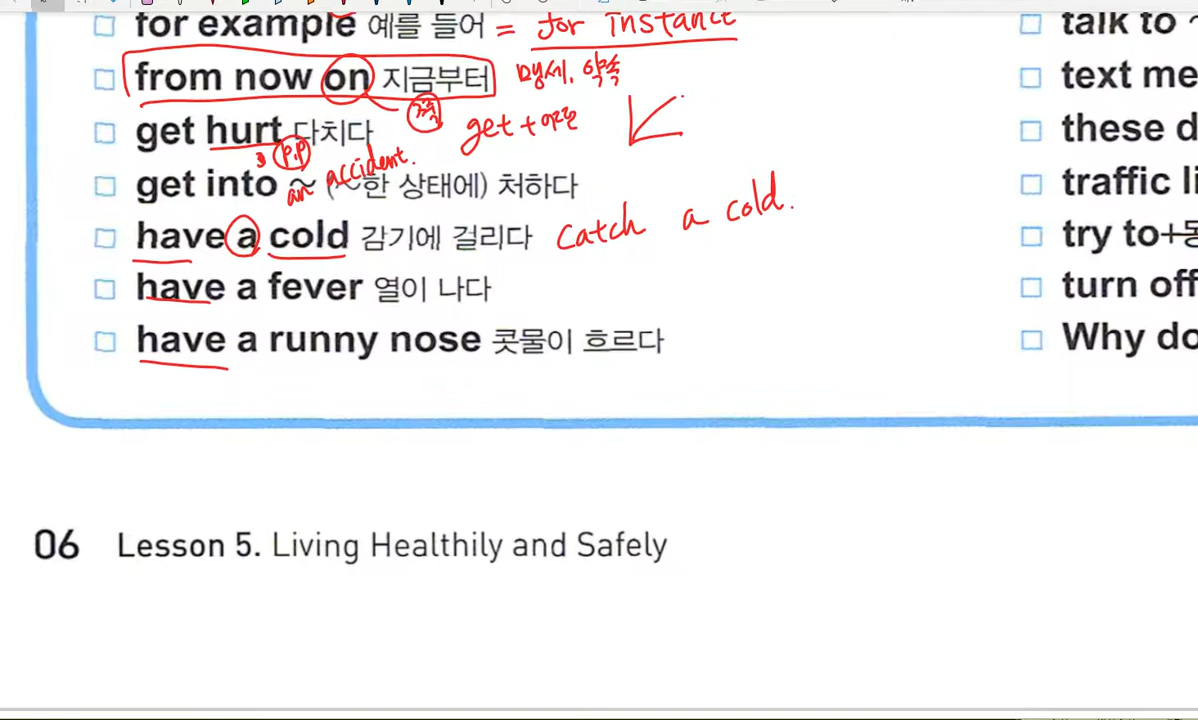 for example 예를 들어 = for instance
talk to ~
from now on 지금부터 맹세, 약속
text me
계속
get hurt 다치다 get + 
these d
p.p
an accident.
get into ~ (~한 상태에) 처하다
traffic li
have a cold 감기에 걸리다 catch a cold.
try to+동
have a fever 열이 나다
turn off
have a runny nose 콧물이 흐르다
Why do
06 Lesson 5. Living Healthily and Safely